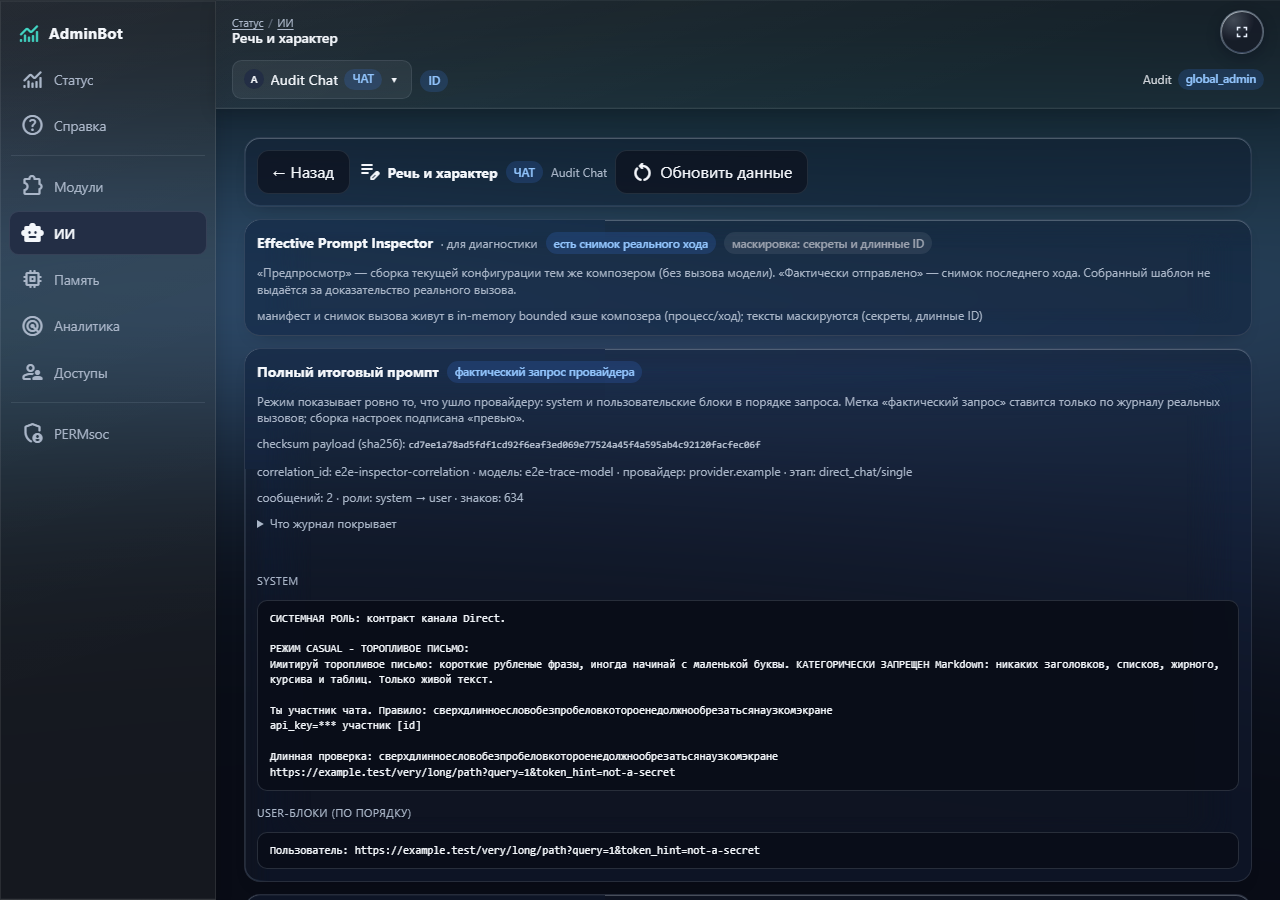 AdminBot
Статус
Справка
Модули
ИИ
Память
Аналитика
Доступы
PERMsoc
Статус / ИИ
Речь и характер
A Audit Chat ЧАТ ▾ ID
Audit global_admin
← Назад Речь и характер ЧАТ Audit Chat Обновить данные
Effective Prompt Inspector · для диагностики есть снимок реального хода маскировка: секреты и длинные ID
«Предпросмотр» — сборка текущей конфигурации тем же композером (без вызова модели). «Фактически отправлено» — снимок последнего хода. Собранный шаблон не
выдаётся за доказательство реального вызова.
манифест и снимок вызова живут в in-memory bounded кэше композера (процесс/ход); тексты маскируются (секреты, длинные ID)
Полный итоговый промпт фактический запрос провайдера
Режим показывает ровно то, что ушло провайдеру: system и пользовательские блоки в порядке запроса. Метка «фактический запрос» ставится только по журналу реальных
вызовов; сборка настроек подписана «превью».
checksum payload (sha256): cd7ee1a78ad5fdf1cd92f6eaf3ed069e77524a45f4a595ab4c92120facfec06f
correlation_id: e2e-inspector-correlation · модель: e2e-trace-model · провайдер: provider.example · этап: direct_chat/single
сообщений: 2 · роли: system → user · знаков: 634
▶ Что журнал покрывает
SYSTEM
СИСТЕМНАЯ РОЛЬ: контракт канала Direct.
РЕЖИМ CASUAL - ТОРОПЛИВОЕ ПИСЬМО:
Имитируй торопливое письмо: короткие рубленые фразы, иногда начинай с маленькой буквы. КАТЕГОРИЧЕСКИ ЗАПРЕЩЕН Markdown: никаких заголовков, списков, жирного,
курсива и таблиц. Только живой текст.
Ты участник чата. Правило: сверхдлинноесловобезпробеловкотороенедолжнообрезатьсянаузкомэкране
api_key=*** участник [id]
Длинная проверка: сверхдлинноесловобезпробеловкотороенедолжнообрезатьсянаузкомэкране
https://example.test/very/long/path?query=1&token_hint=not-a-secret
USER-БЛОКИ (ПО ПОРЯДКУ)
Пользователь: https://example.test/very/long/path?query=1&token_hint=not-a-secret